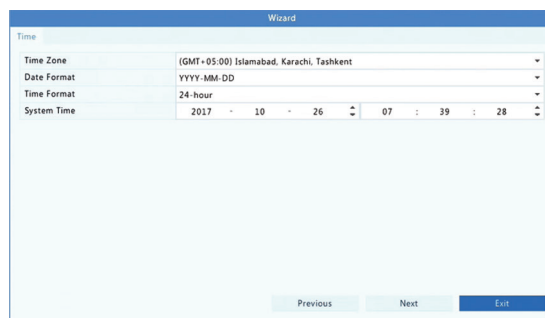 Wizard
Time
Time Zone (GMT+05:00) Islamabad, Karachi, Tashkent
Date Format YYYY-MM-DD
Time Format 24-hour
System Time 2017 - 10 - 26 07 : 39 : 28
Previous Next Exit